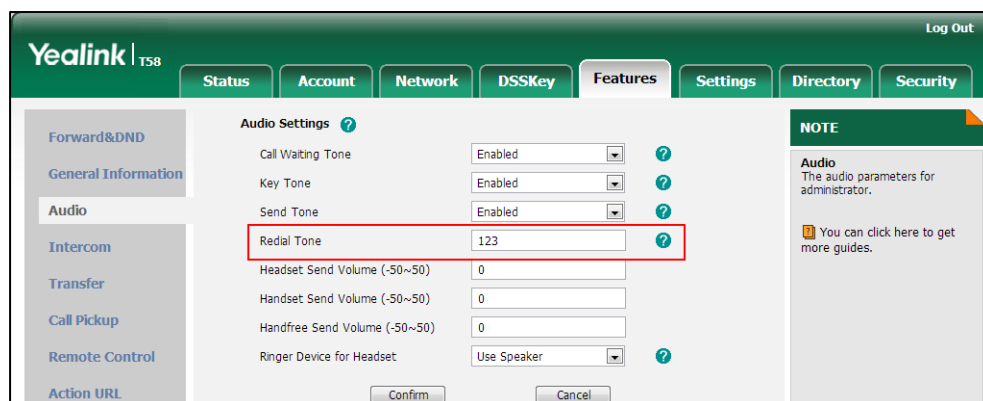 Log Out
Yealink T58
Status Account Network DSSKey Features Settings Directory Security
Forward&DND
General Information
Audio
Intercom
Transfer
Call Pickup
Remote Control
Action URL
Audio Settings ?
Call Waiting Tone Enabled ?
Key Tone Enabled ?
Send Tone Enabled ?
Redial Tone 123 ?
Headset Send Volume (-50~50) 0
Handset Send Volume (-50~50) 0
Handfree Send Volume (-50~50) 0
Ringer Device for Headset Use Speaker ?
Confirm Cancel
NOTE
Audio
The audio parameters for
administrator.
? You can click here to get
more guides.